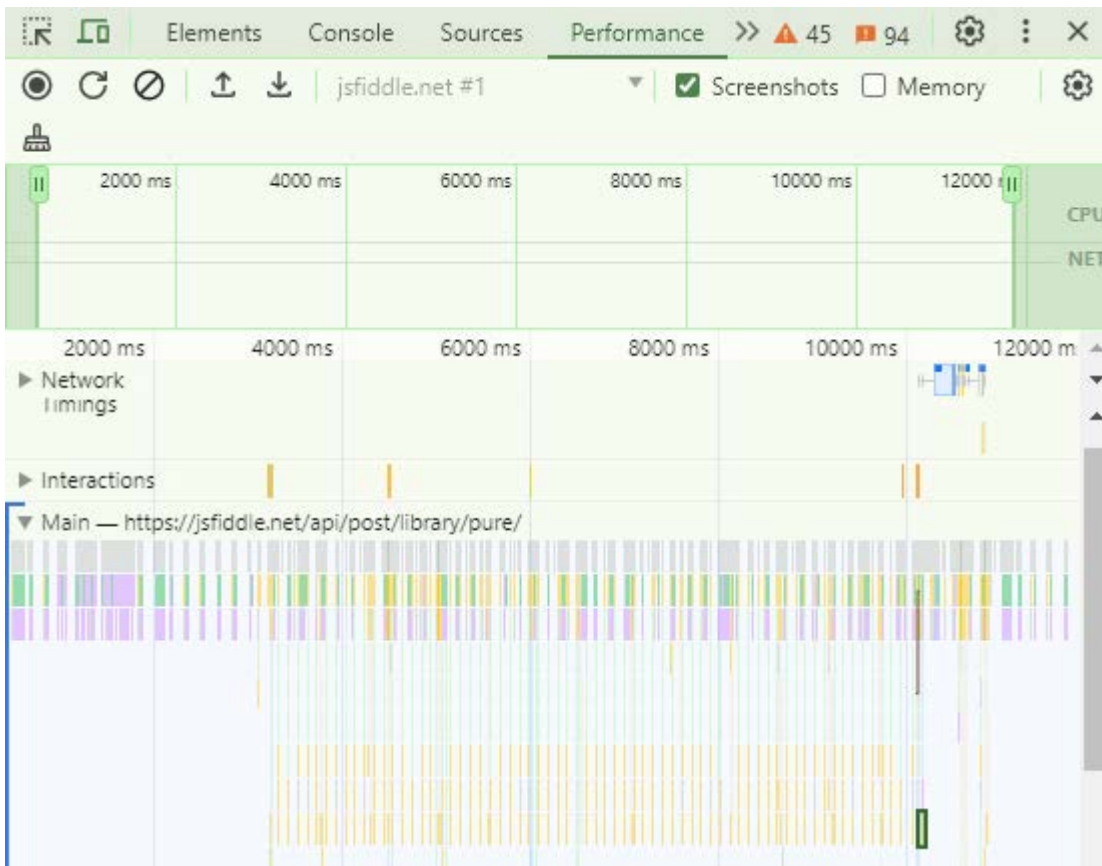 Elements Console Sources Performance 45 94
jsfiddle.net #1 Screenshots Memory
2000 ms 4000 ms 6000 ms 8000 ms 10000 ms 12000
CPU
NET
2000 ms 4000 ms 6000 ms 8000 ms 10000 ms 12000 m
Network
Timings
Interactions
Main — https://jsfiddle.net/api/post/library/pure/